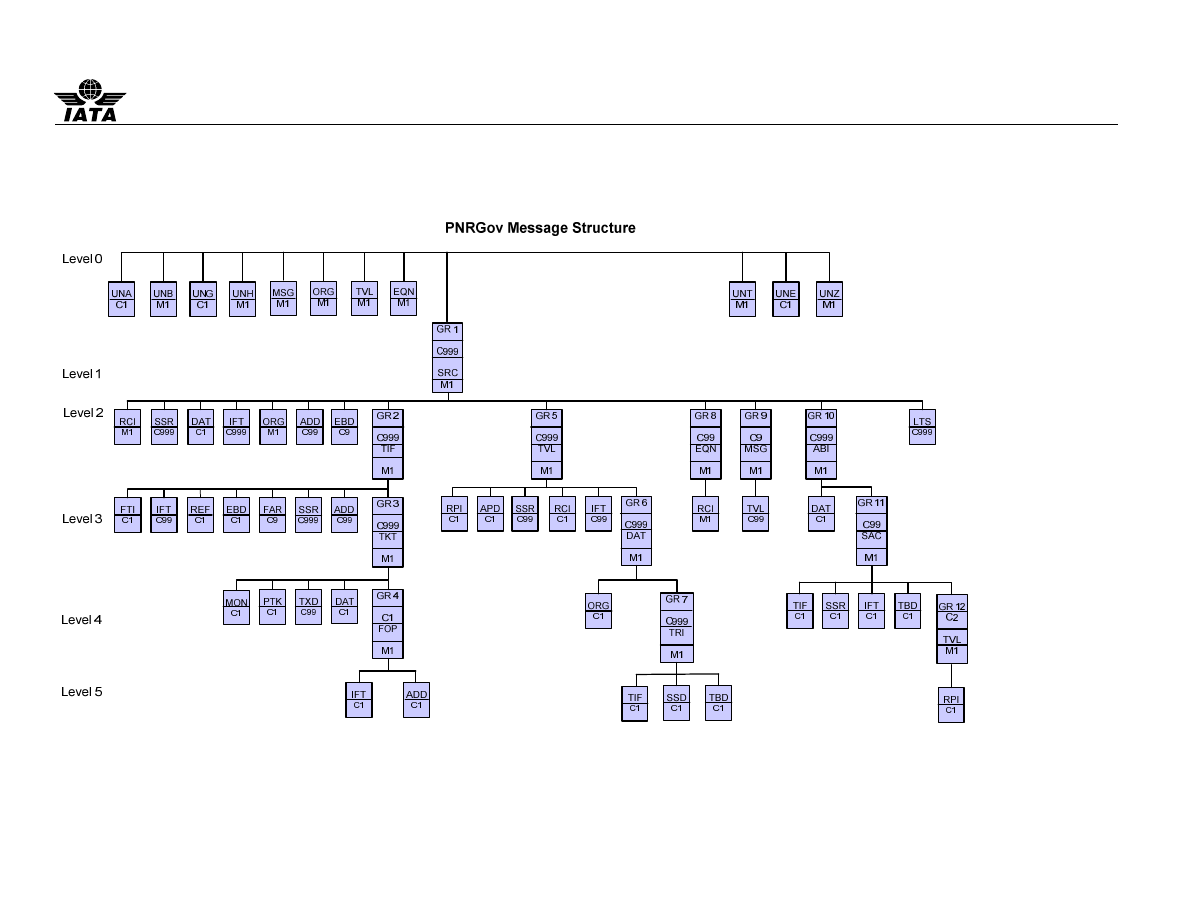 IATA
PNRGov Message Structure
Level 0
UNA C1
UNB M1
UNG C1
UNH M1
MSG M1
ORG M1
TVL M1
EQN M1
UNT M1
UNE C1
UNZ M1
GR 1 C999 SRC M1
Level 1
Level 2
RCI M1
SSR C999
DAT C1
IFT C999
ORG M1
ADD C99
EBD C9
GR 2 C999 TIF M1
GR 5 C999 TVL M1
GR 8 C99 EQN M1
GR 9 C9 MSG M1
GR 10 C999 ABI M1
LTS C999
Level 3
FTI C1
IFT C99
REF C1
EBD C1
FAR C9
SSR C999
ADD C99
GR 3 C999 TKT M1
RPI C1
APD C1
SSR C99
RCI C1
IFT C99
GR 6 C999 DAT M1
RCI M1
TVL C99
DAT C1
GR 11 C99 SAC M1
Level 4
MON C1
PTK C1
TXD C99
DAT C1
GR 4 C1 FOP M1
ORG C1
GR 7 C999 TRI M1
TIF C1
SSR C1
IFT C1
TBD C1
GR 12 C2 TVL M1
Level 5
IFT C1
ADD C1
TIF C1
SSD C1
TBD C1
RPI C1